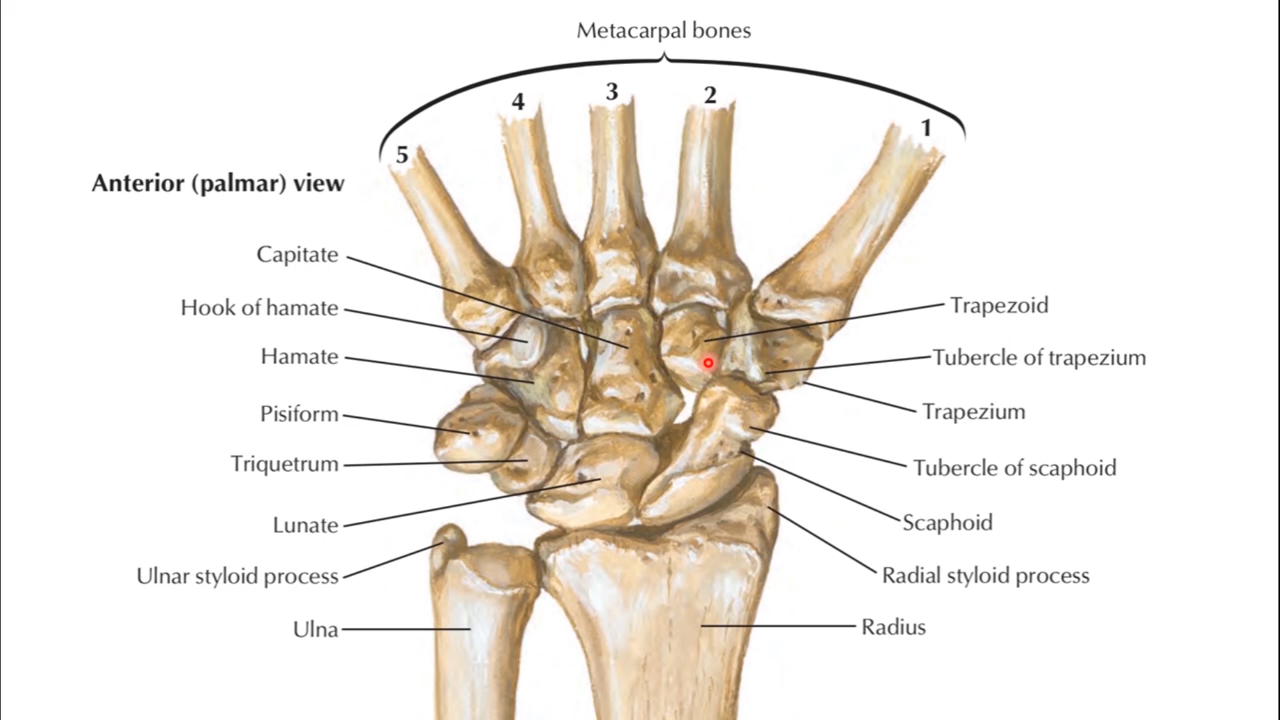 Metacarpal bones
5
4
3
2
1
Anterior (palmar) view
Capitate
Hook of hamate
Hamate
Pisiform
Triquetrum
Lunate
Ulnar styloid process
Ulna
Trapezoid
Tubercle of trapezium
Trapezium
Tubercle of scaphoid
Scaphoid
Radial styloid process
Radius